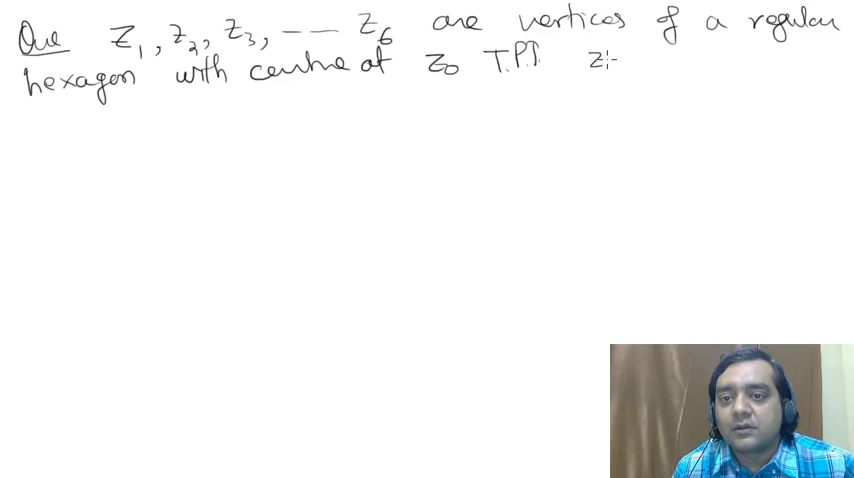 Que Z₁, Z₂, Z₃, -- -- Z₆ are vertices of a regular
hexagon with centre at Z₀ T.P.T. Z